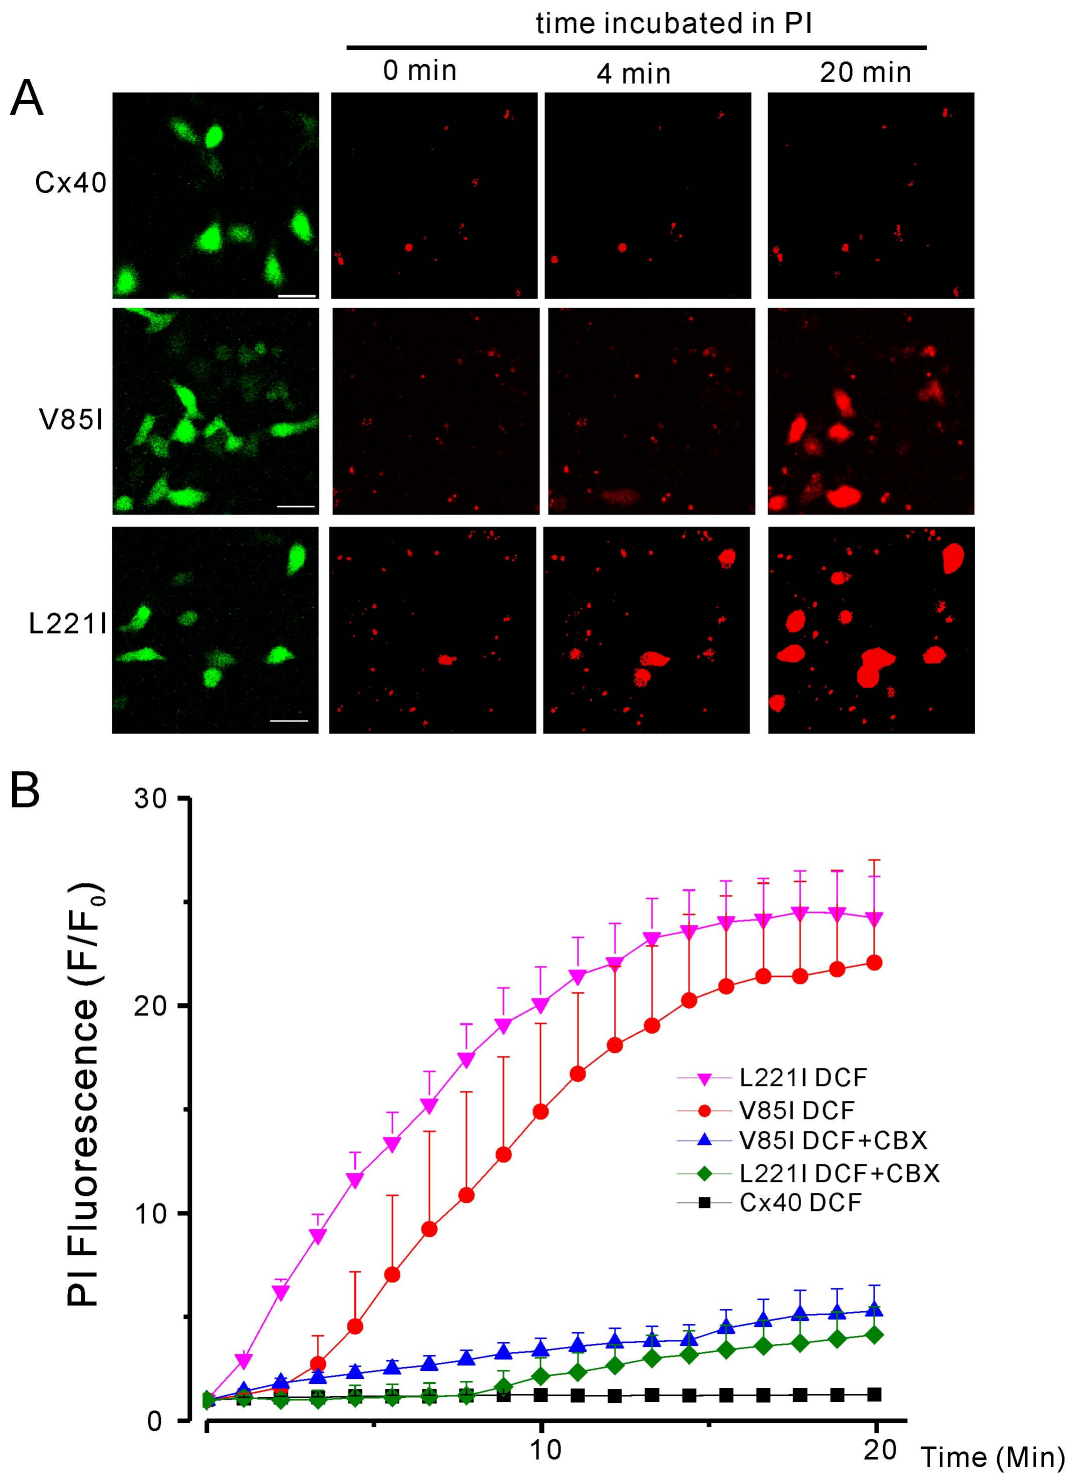 time incubated in PI
0 min 4 min 20 min
A
Cx40
V85I
L221I
B
30
20
10
0
PI Fluorescence (F/F0)
L221I DCF
V85I DCF
V85I DCF+CBX
L221I DCF+CBX
Cx40 DCF
10 20
Time (Min)